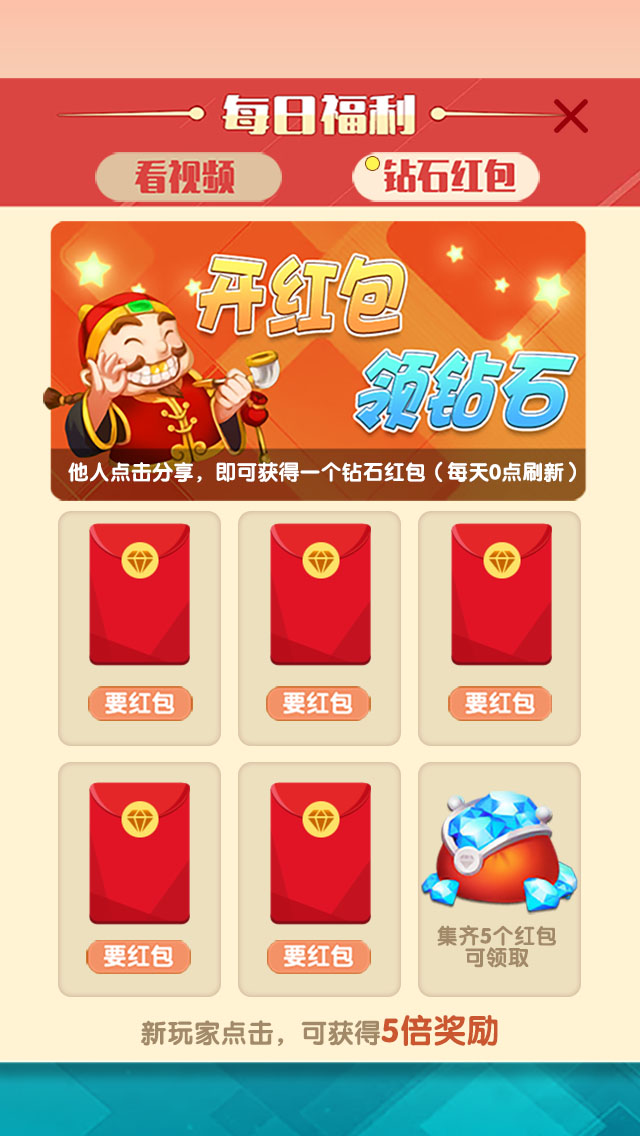 每日福利
看视频
钻石红包
开红包
领钻石
他人点击分享，即可获得一个钻石红包（每天0点刷新）
要红包
要红包
要红包
要红包
要红包
集齐5个红包
可领取
新玩家点击，可获得5倍奖励